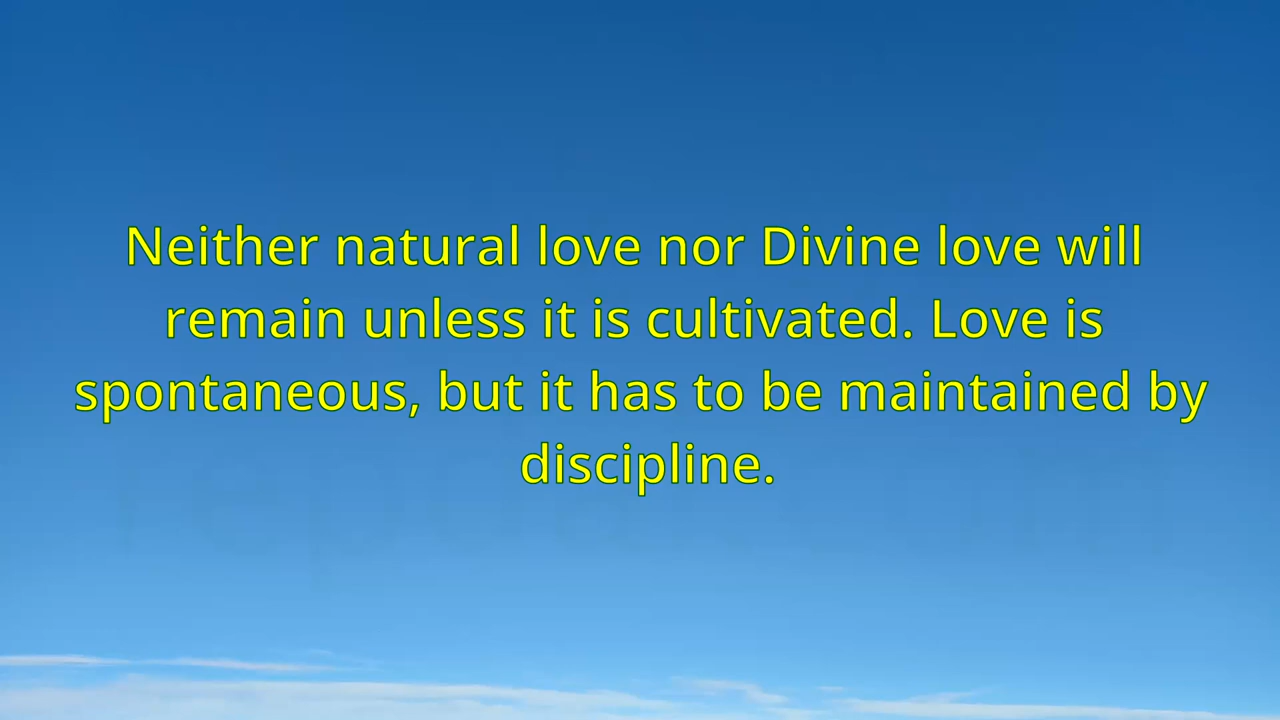 Neither natural love nor Divine love will
remain unless it is cultivated. Love is
spontaneous, but it has to be maintained by
discipline.